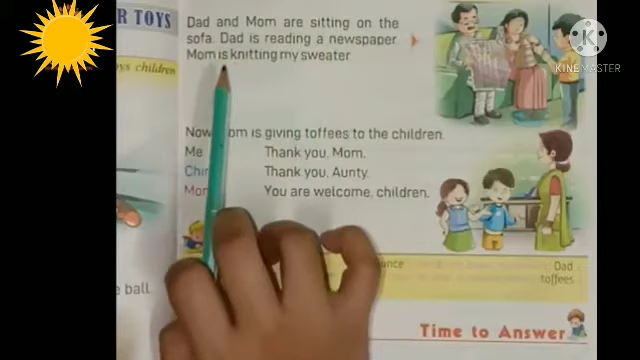 R TOYS
ys children
Dad and Mom are sitting on the
sofa. Dad is reading a newspaper.
Mom is knitting my sweater
Now is giving toffees to the children.
Me Thank you, Mom.
Thank you, Aunty.
You are welcome, children.
e ball.
Dad
toffees
Time to Answer
KINEMASTER